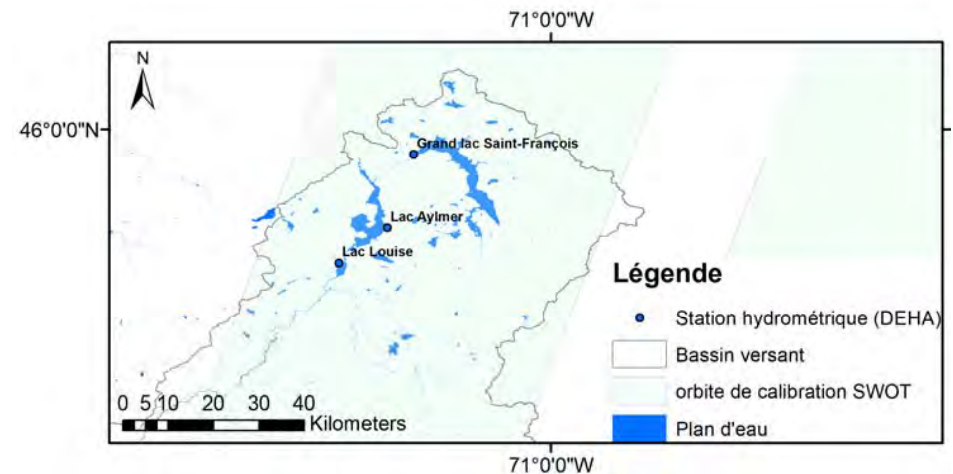 71°0'0"W
N
46°0'0"N
Grand lac Saint-François
Lac Aylmer
Lac Louise
Légende
Station hydrométrique (DEHA)
Bassin versant
orbite de calibration SWOT
Plan d'eau
0 5 10 20 30 40
Kilometers
71°0'0"W